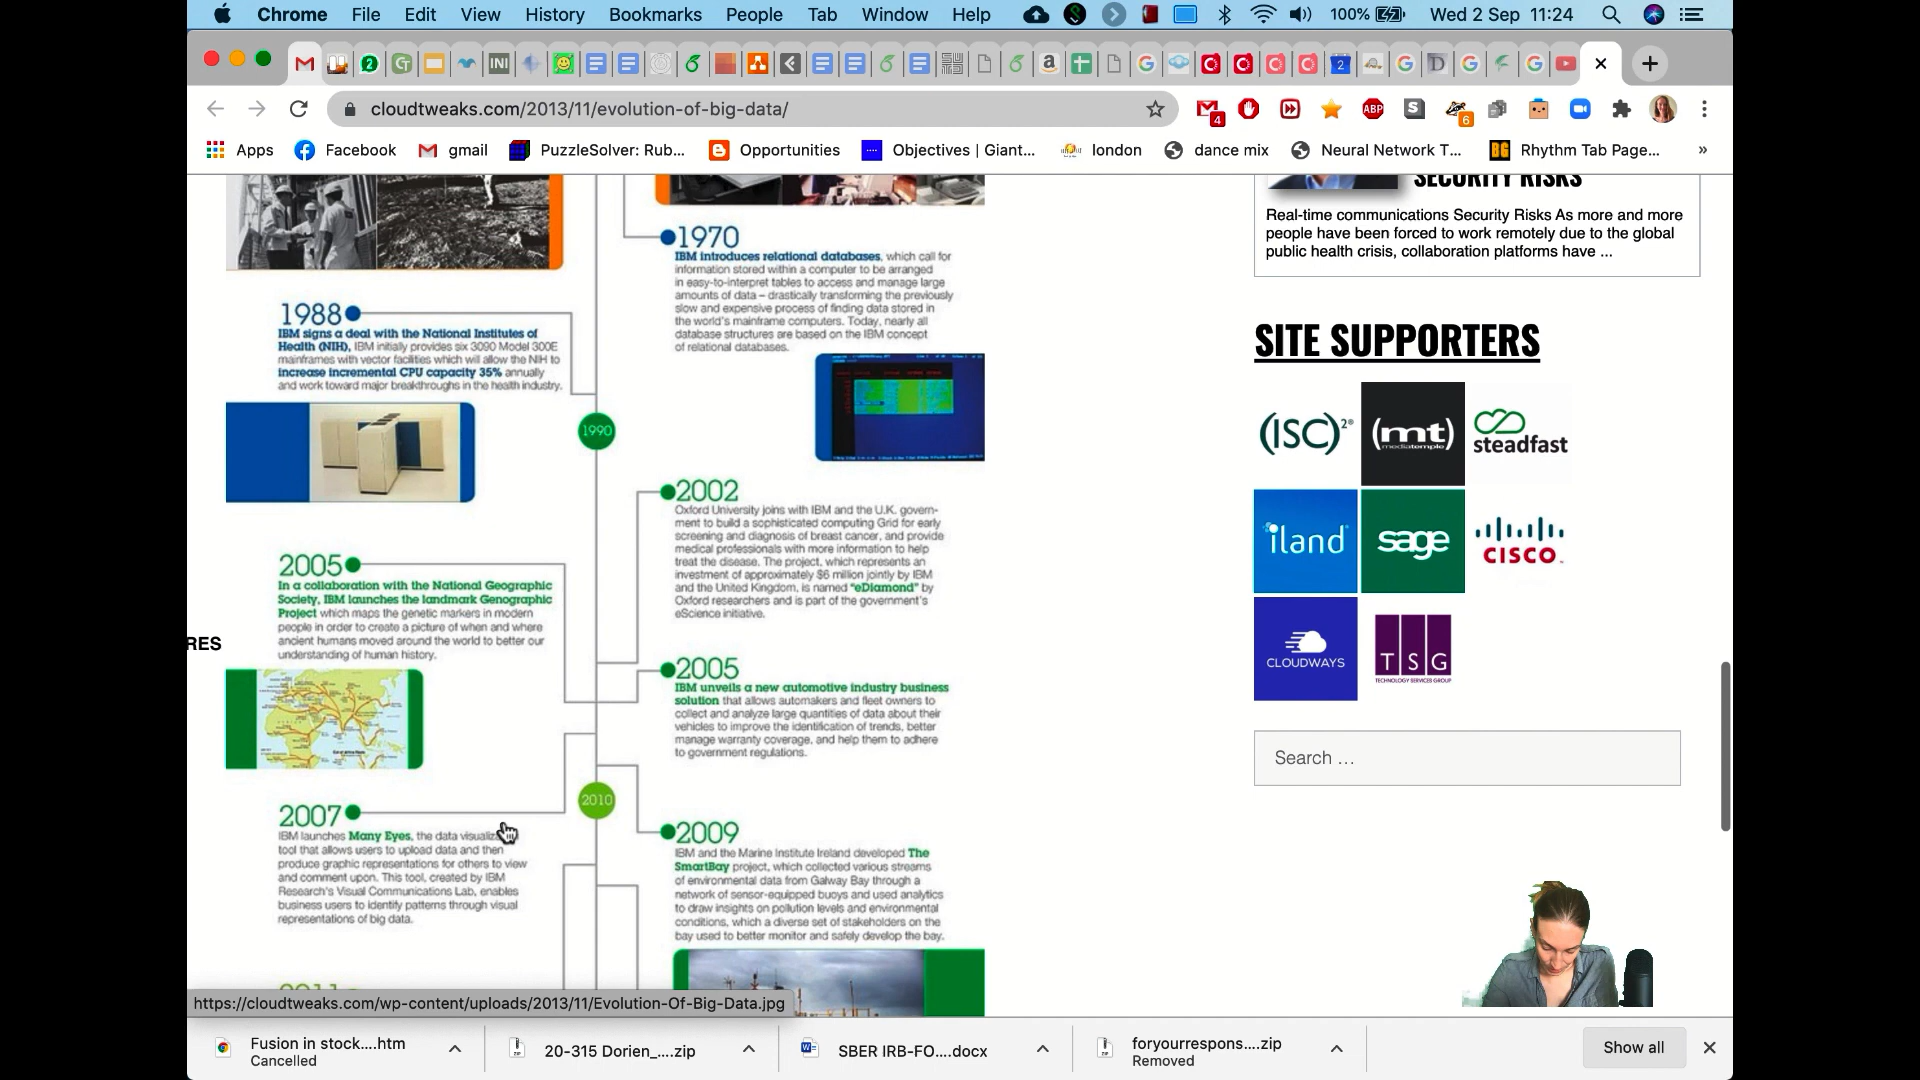 Chrome File Edit View History Bookmarks People Tab Window Help 100% Wed 2 Sep 11:24
cloudtweaks.com/2013/11/evolution-of-big-data/
Apps Facebook gmail PuzzleSolver: Rub... Opportunities Objectives | Giant... london dance mix Neural Network T... Rhythm Tab Page... »
1970
IBM introduces relational databases, which call for
information stored within a computer to be arranged
in easy-to-interpret tables to access and manage large
amounts of data – drastically transforming the previously
slow and expensive process of finding data stored in
the world's mainframe computers. Today, nearly all
database structures are based on the IBM concept
of relational databases.
1988
IBM signs a deal with the National Institutes of
Health (NIH), IBM initially provides six 3090 Model 300E
mainframes with vector facilities which will allow the NIH to
increase incremental CPU capacity 35% annually
and work toward major breakthroughs in the health industry.
1990
2002
Oxford University joins with IBM and the U.K. govern-
ment to build a sophisticated computing Grid for early
screening and diagnosis of breast cancer, and provide
medical professionals with more information to help
treat the disease. The project, which represents an
investment of approximately $6 million jointly by IBM
and the United Kingdom, is named "eDiamond" by
Oxford researchers and is part of the government's
eScience initiative.
2005
In a collaboration with the National Geographic
Society, IBM launches the landmark Genographic
Project which maps the genetic markers in modern
people in order to create a picture of when and where
ancient humans moved around the world to better our
understanding of human history.
RES
2005
IBM unveils a new automotive industry business
solution that allows automakers and fleet owners to
collect and analyze large quantities of data about their
vehicles to improve the identification of trends, better
manage warranty coverage, and help them to adhere
to government regulations.
2010
2007
IBM launches Many Eyes, the data
tool that allows users to upload data and then
produce graphic representations for others to view
and comment upon. This tool, created by IBM
Research's Visual Communications Lab, enables
business users to identify patterns through visual
representations of big data.
2009
IBM and the Marine Institute Ireland developed The
SmartBay project, which collected various streams
of environmental data from Galway Bay through a
network of sensor-equipped buoys and used analytics
to draw insights on pollution levels and environmental
conditions, which a diverse set of stakeholders on the
bay used to better monitor and safely develop the bay.
https://cloudtweaks.com/wp-content/uploads/2013/11/Evolution-Of-Big-Data.jpg
SECURITY RISKS
Real-time communications Security Risks As more and more
people have been forced to work remotely due to the global
public health crisis, collaboration platforms have ...
SITE SUPPORTERS
(ISC)²® (mt) mediatemple steadfast
iland sage CISCO
CLOUDWAYS TSG TECHNOLOGY SERVICES GROUP
Search ...
Fusion in stock....htm
Cancelled
20-315 Dorien_....zip
SBER IRB-FO....docx
foryourrespons....zip
Removed
Show all